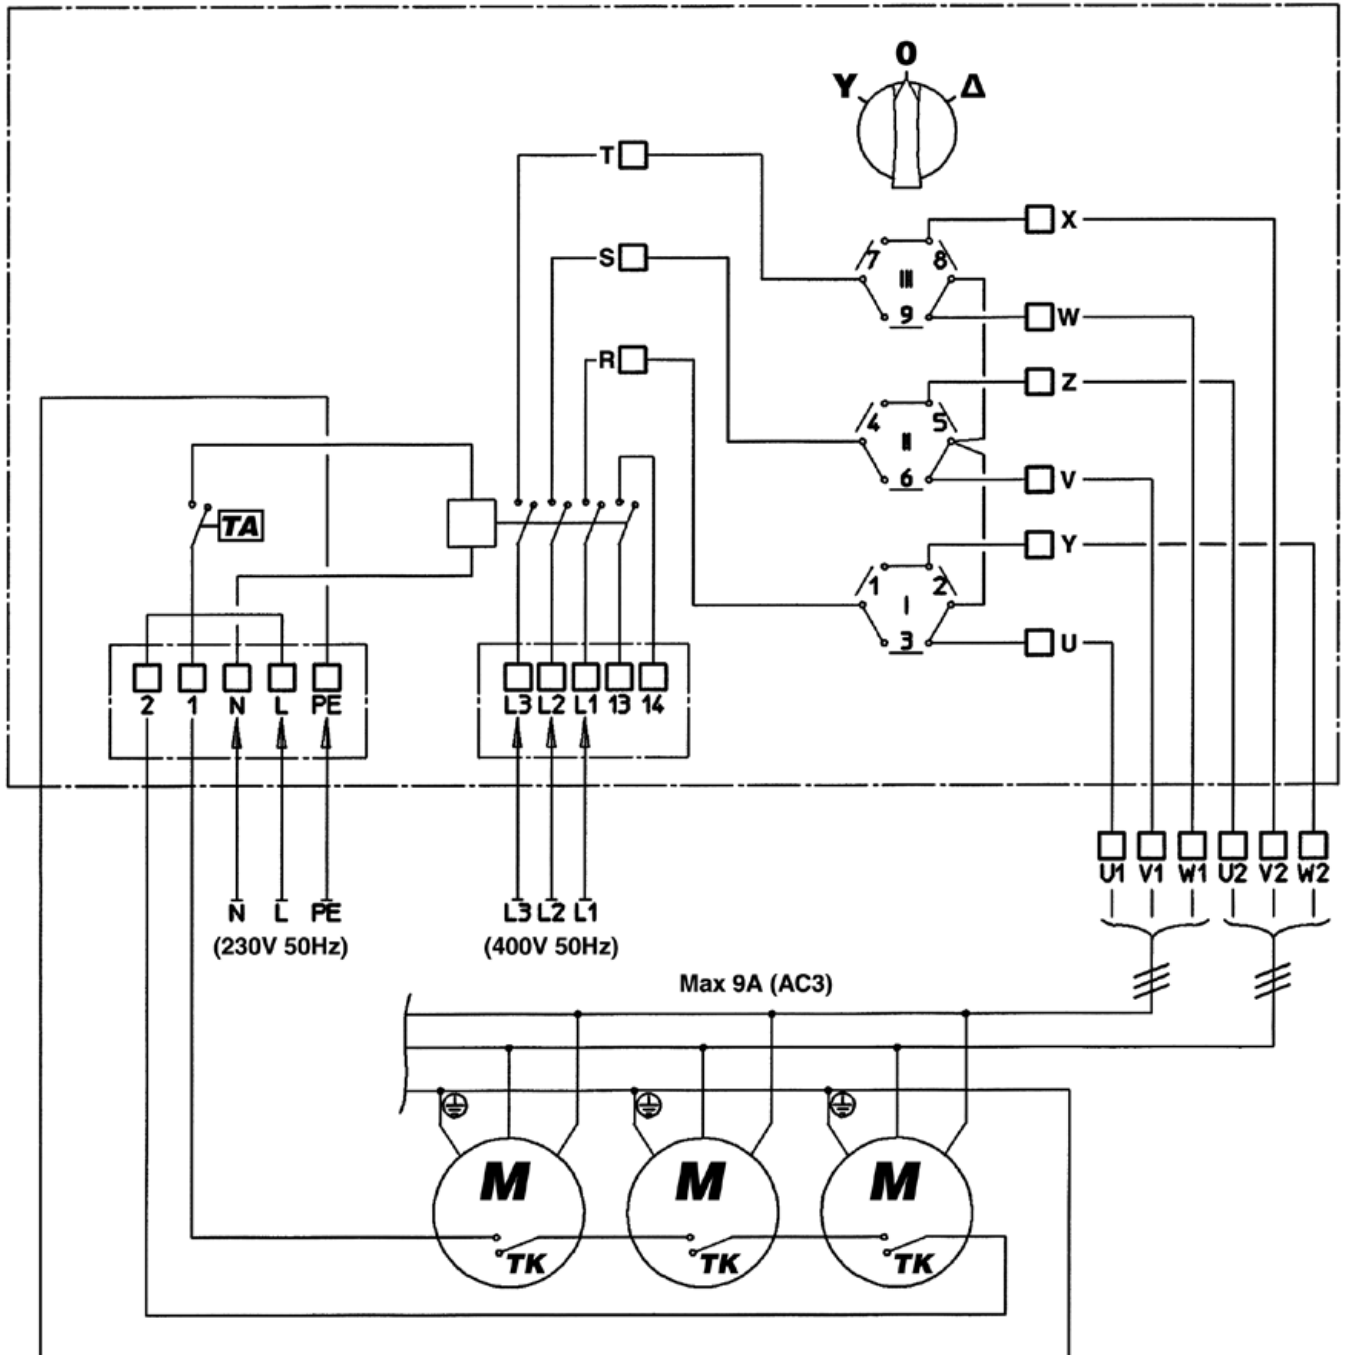 0
Y Δ
T
X
S
7 8
III
9
W
R
Z
4 5
II
6
V
TA
Y
1 2
I
3
U
2 1 N L PE
L3 L2 L1 13 14
U1 V1 W1 U2 V2 W2
N L PE
L3 L2 L1
(230V 50Hz)
(400V 50Hz)
Max 9A (AC3)
M M M
TK TK TK